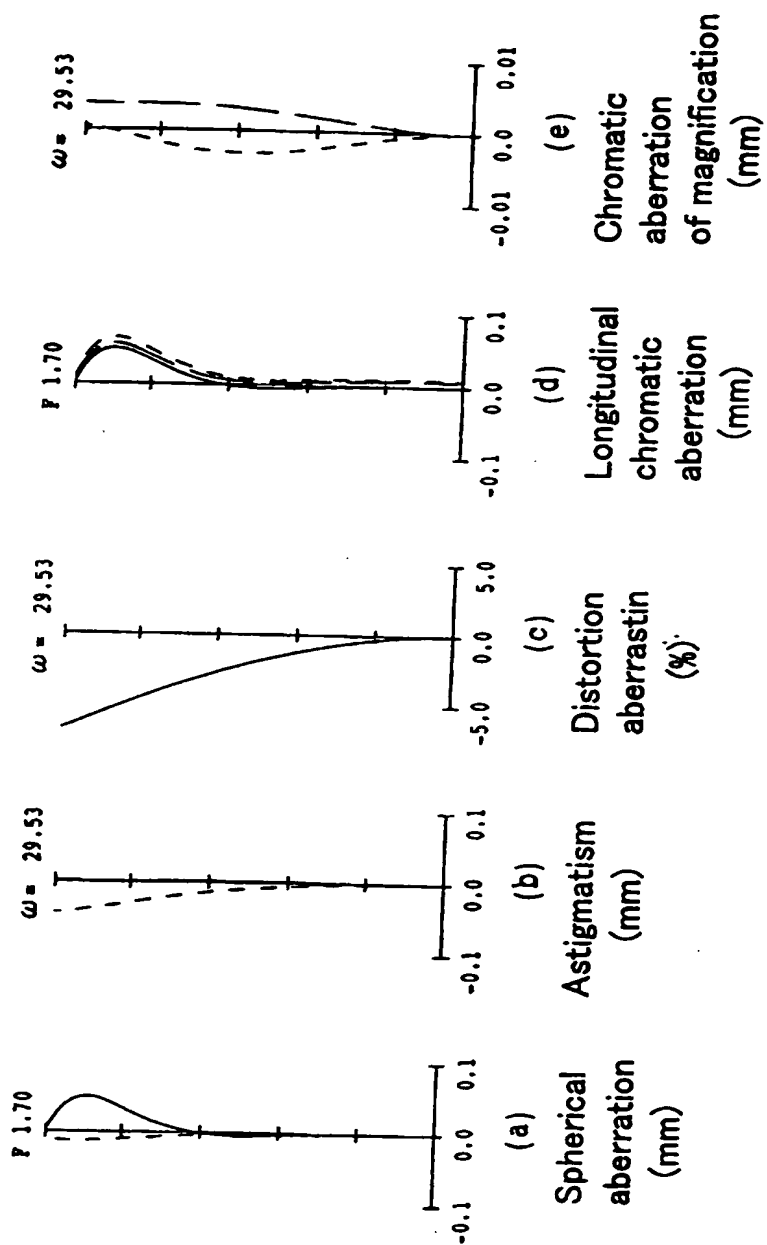 F 1.70
-0.1 0.0 0.1
(a)
Spherical
aberration
(mm)
ω = 29.53
-0.1 0.0 0.1
(b)
Astigmatism
(mm)
ω = 29.53
-5.0 0.0 5.0
(c)
Distortion
aberrastin
(%)
F 1.70
-0.1 0.0 0.1
(d)
Longitudinal
chromatic
aberration
(mm)
ω = 29.53
-0.01 0.0 0.01
(e)
Chromatic
aberration
of magnification
(mm)